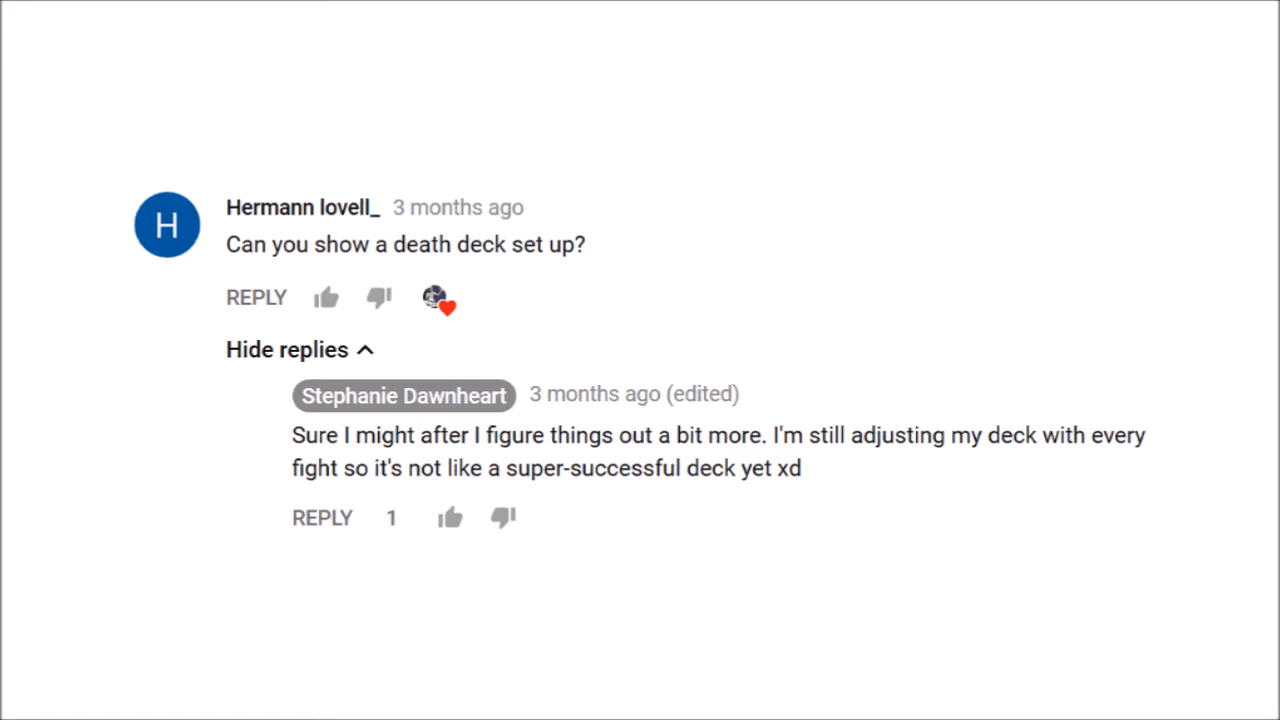 H
Hermann lovell_ 3 months ago
Can you show a death deck set up?
REPLY
Hide replies
Stephanie Dawnheart 3 months ago (edited)
Sure I might after I figure things out a bit more. I'm still adjusting my deck with every
fight so it's not like a super-successful deck yet xd
REPLY 1